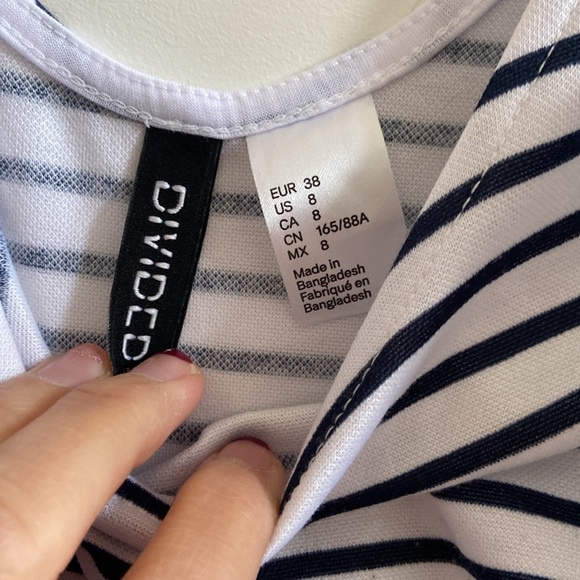 DIVIDED
EUR 38
US 8
CA 8
CN 165/88A
MX 8
Made in
Bangladesh
Fabriqué en
Bangladesh